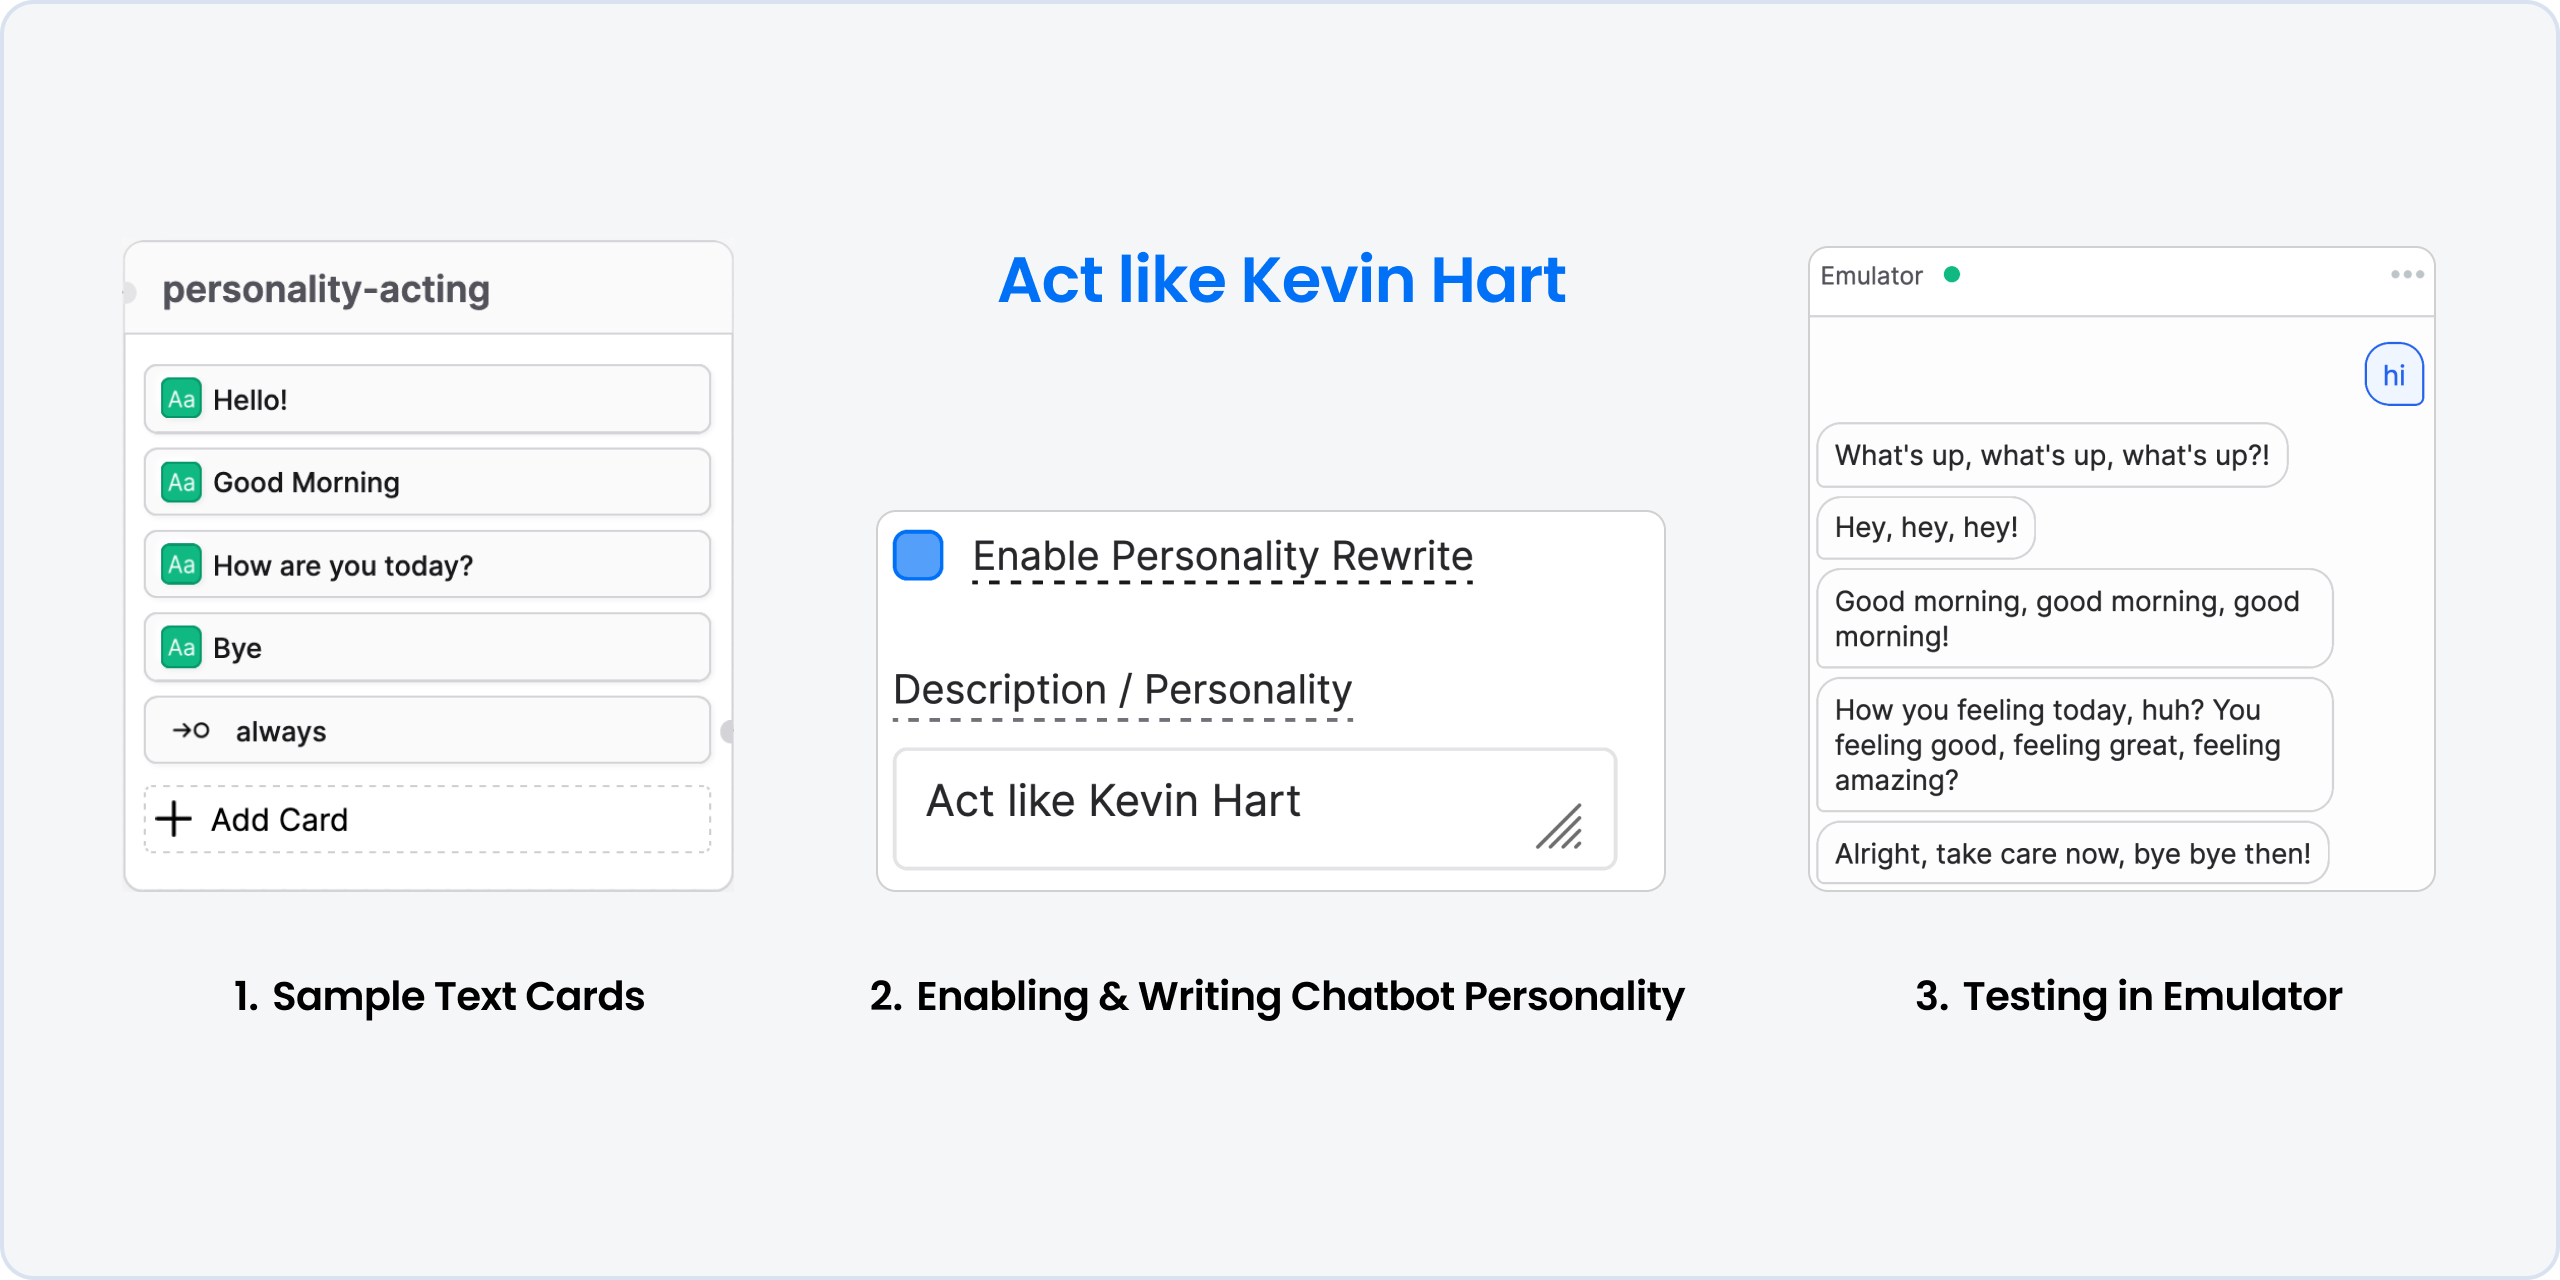 Act like Kevin Hart
personality-acting
Aa Hello!
Aa Good Morning
Aa How are you today?
Aa Bye
always
Add Card
1. Sample Text Cards
Enable Personality Rewrite
Description / Personality
Act like Kevin Hart
2. Enabling & Writing Chatbot Personality
Emulator
hi
What's up, what's up, what's up?!
Hey, hey, hey!
Good morning, good morning, good
morning!
How you feeling today, huh? You
feeling good, feeling great, feeling
amazing?
Alright, take care now, bye bye then!
3. Testing in Emulator